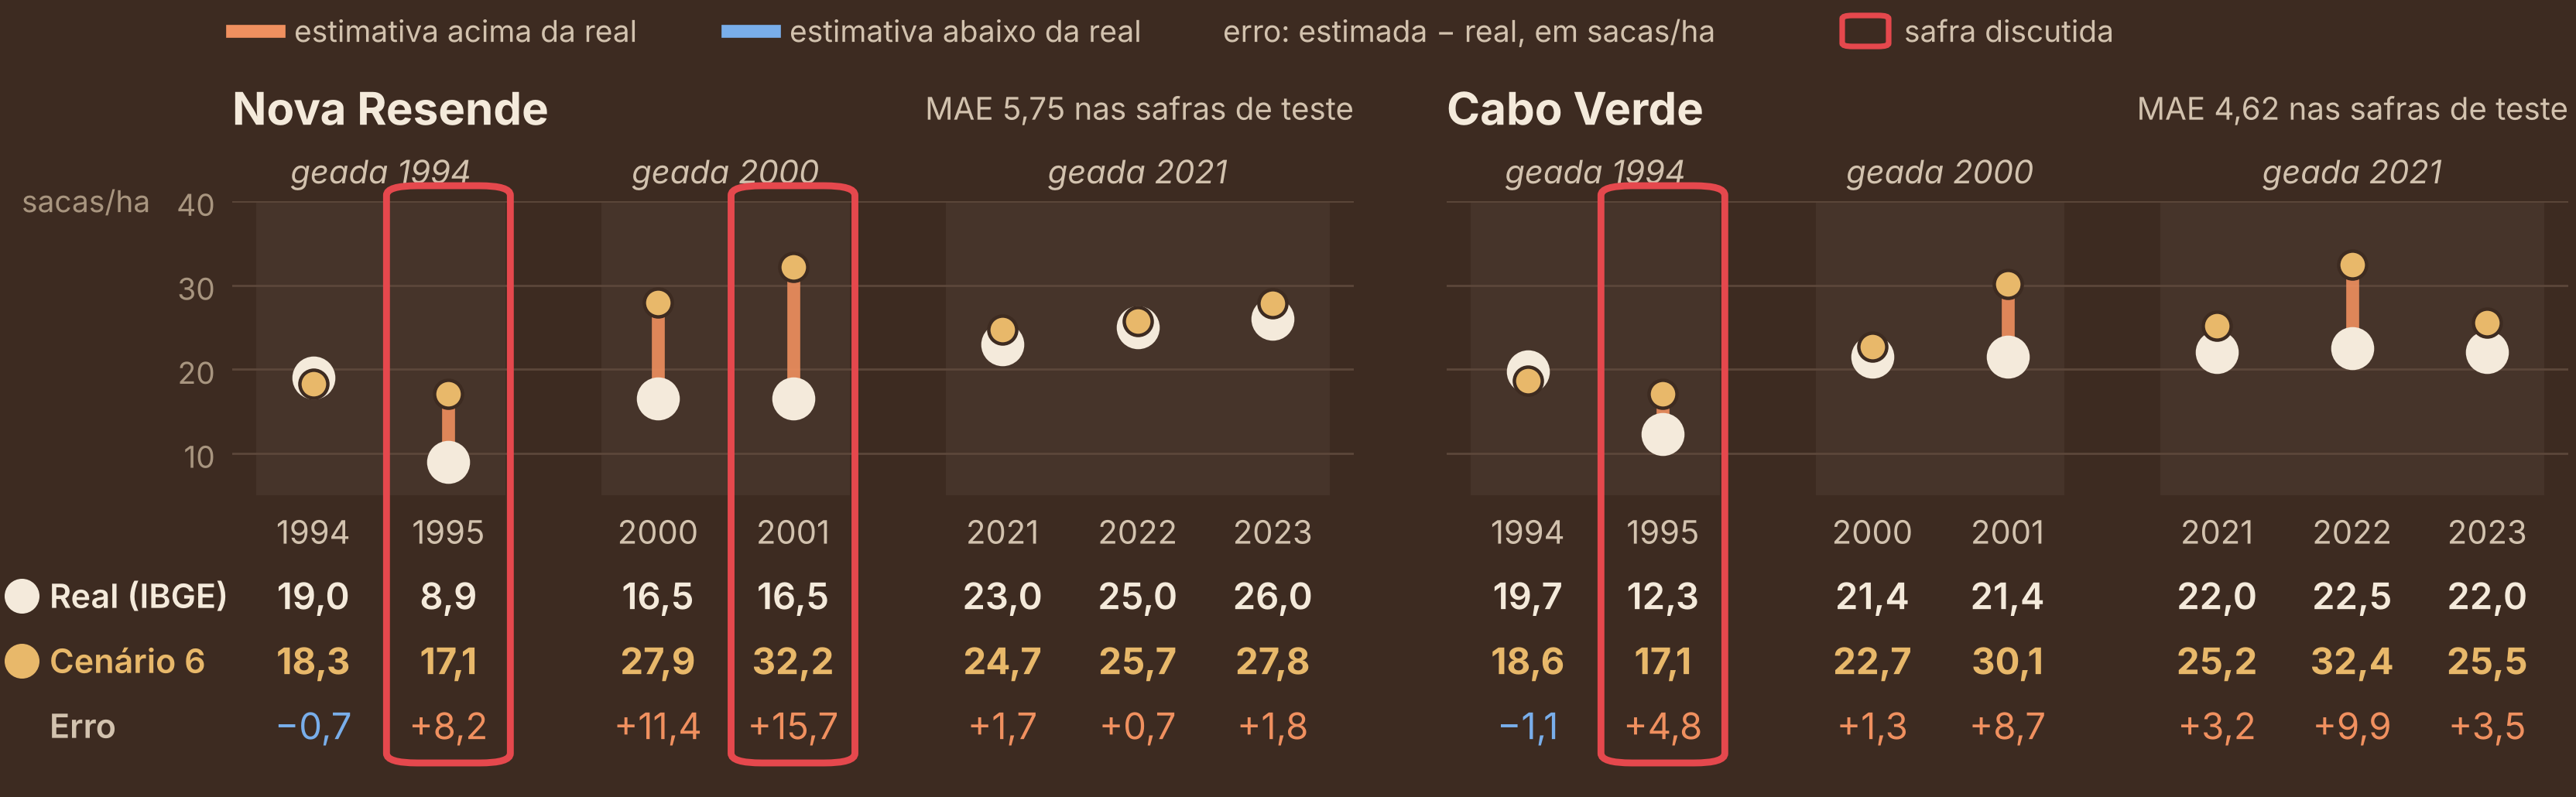 estimativa acima da real estimativa abaixo da real erro: estimada − real, em sacas/ha safra discutida
Nova Resende MAE 5,75 nas safras de teste Cabo Verde MAE 4,62 nas safras de teste
geada 1994 geada 2000 geada 2021 geada 1994 geada 2000 geada 2021
sacas/ha 40
30
20
10
1994 1995 2000 2001 2021 2022 2023 1994 1995 2000 2001 2021 2022 2023
Real (IBGE) 19,0 8,9 16,5 16,5 23,0 25,0 26,0 19,7 12,3 21,4 21,4 22,0 22,5 22,0
Cenário 6 18,3 17,1 27,9 32,2 24,7 25,7 27,8 18,6 17,1 22,7 30,1 25,2 32,4 25,5
Erro −0,7 +8,2 +11,4 +15,7 +1,7 +0,7 +1,8 −1,1 +4,8 +1,3 +8,7 +3,2 +9,9 +3,5